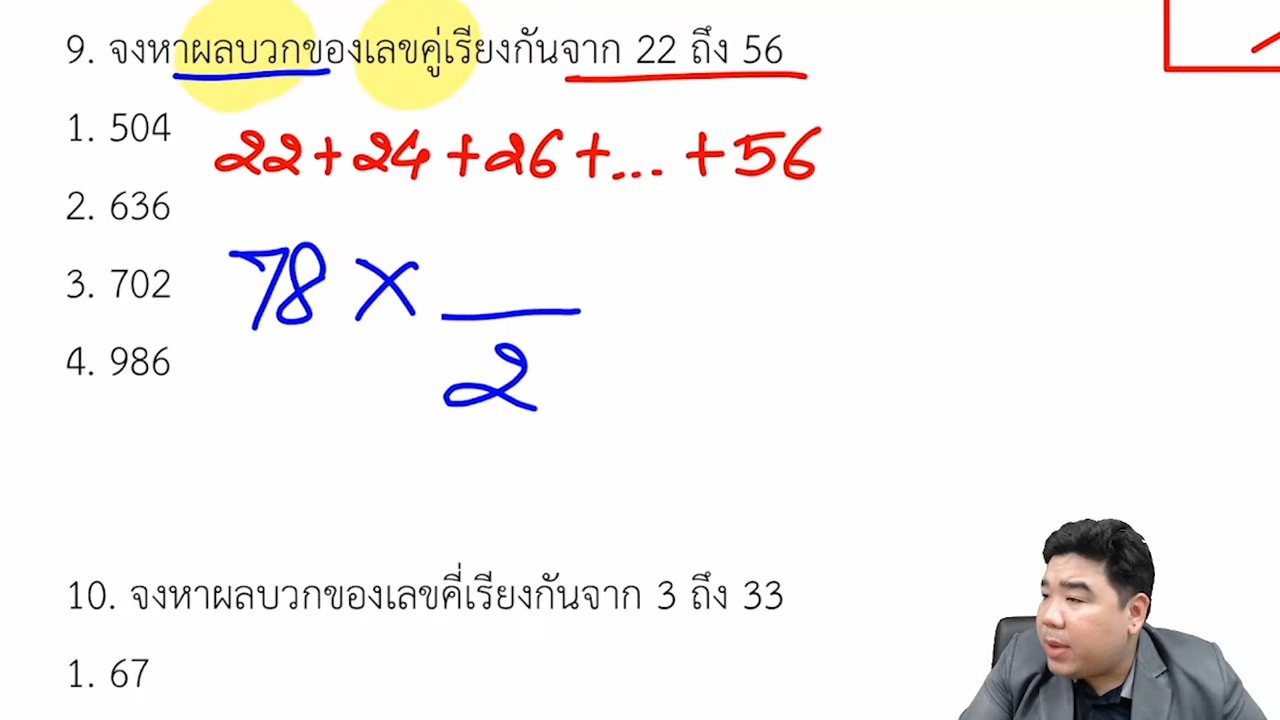 9. จงหาผลบวกของเลขคู่เรียงกันจาก 22 ถึง 56
1. 504
22+24+26+...+56
2. 636
78 × __
2
3. 702
4. 986
10. จงหาผลบวกของเลขคี่เรียงกันจาก 3 ถึง 33
1. 67